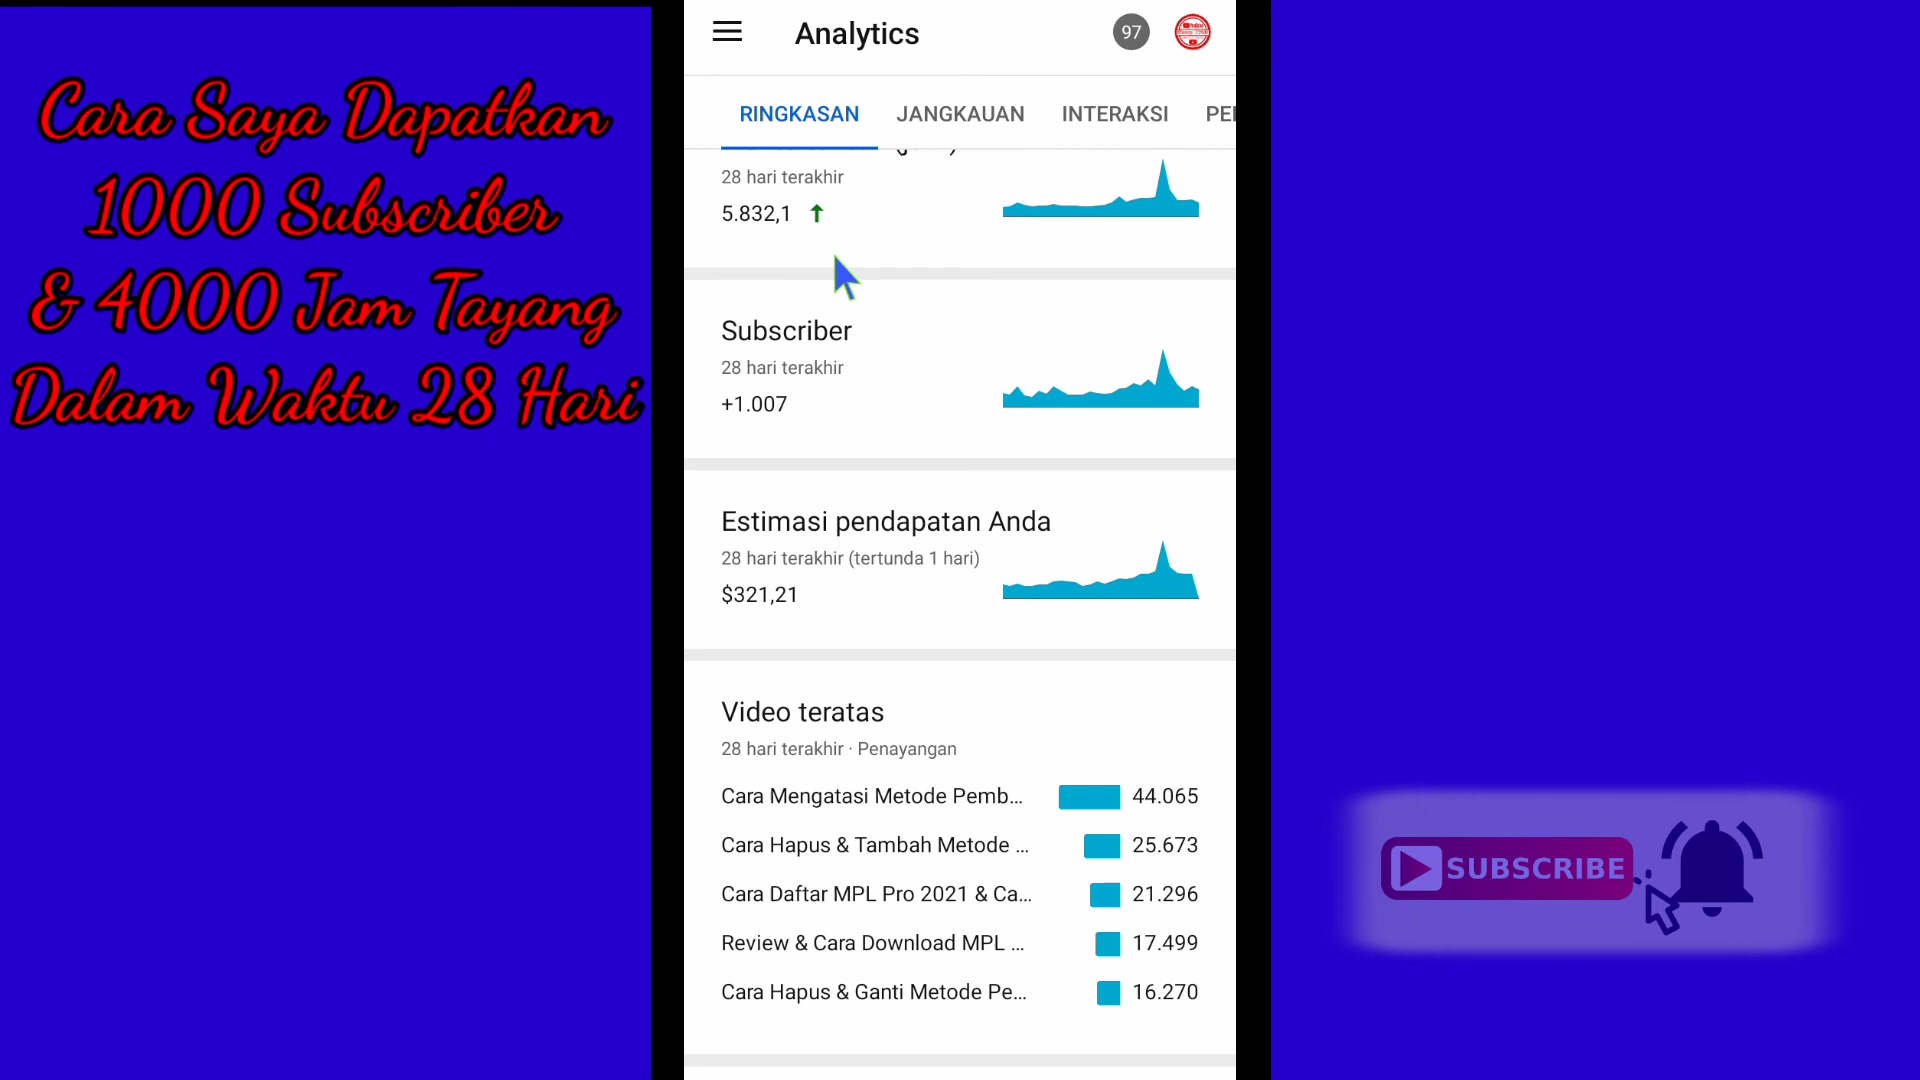 Cara Saya Dapatkan
1000 Subscriber
& 4000 Jam Tayang
Dalam Waktu 28 Hari
Analytics
97
RINGKASAN JANGKAUAN INTERAKSI
28 hari terakhir
5.832,1
Subscriber
28 hari terakhir
+1.007
Estimasi pendapatan Anda
28 hari terakhir (tertunda 1 hari)
$321,21
Video teratas
28 hari terakhir · Penayangan
Cara Mengatasi Metode Pemb... 44.065
Cara Hapus & Tambah Metode ... 25.673
Cara Daftar MPL Pro 2021 & Ca... 21.296
Review & Cara Download MPL ... 17.499
Cara Hapus & Ganti Metode Pe... 16.270
SUBSCRIBE